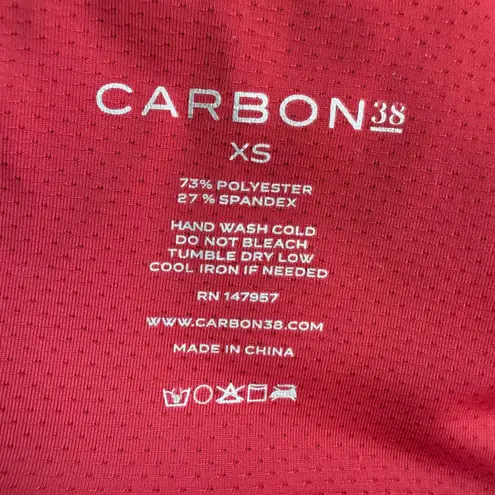 CARBON38
XS
73% POLYESTER
27% SPANDEX
HAND WASH COLD
DO NOT BLEACH
TUMBLE DRY LOW
COOL IRON IF NEEDED
RN 147957
WWW.CARBON38.COM
MADE IN CHINA